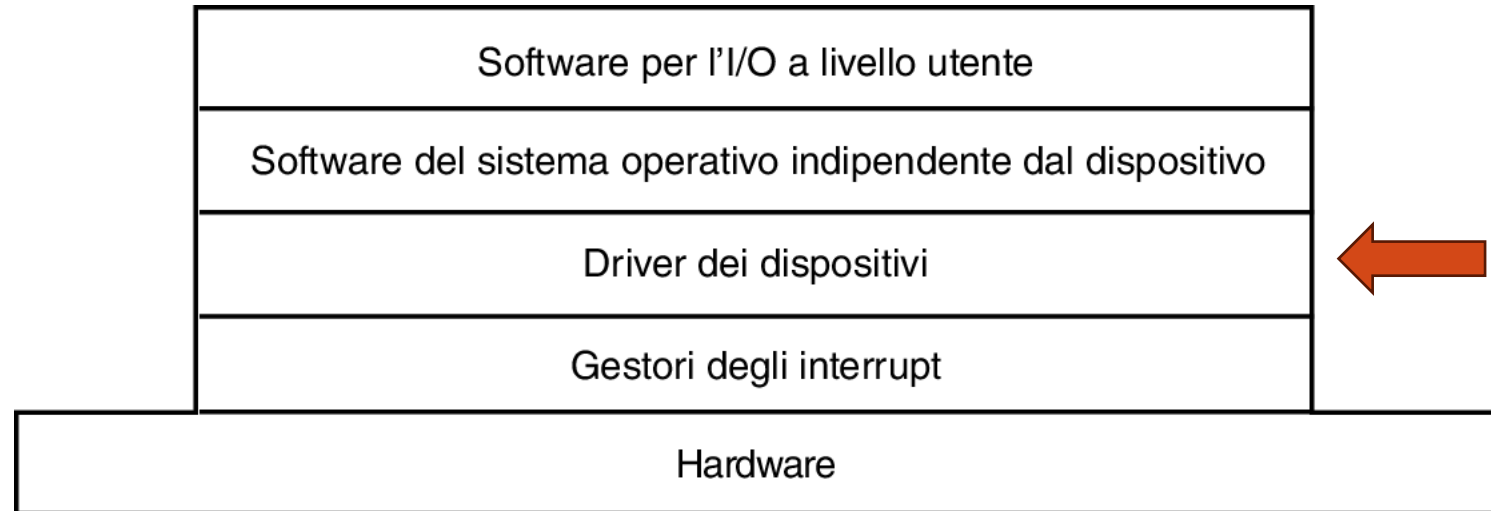 Software per l’I/O a livello utente
Software del sistema operativo indipendente dal dispositivo
Driver dei dispositivi
Gestori degli interrupt
Hardware